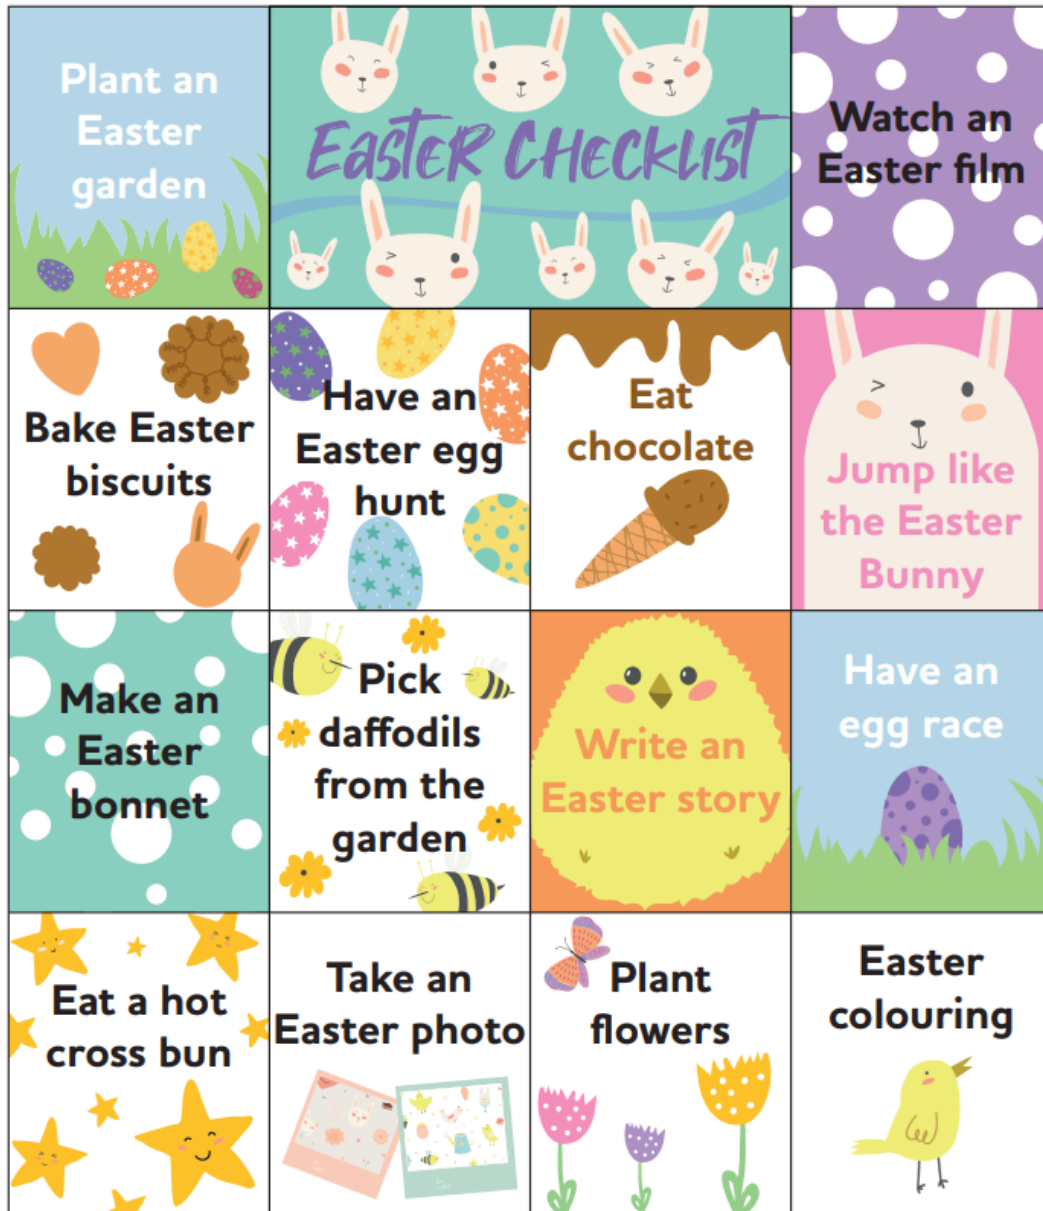 Plant an
Easter
garden
EASTER CHECKLIST
Watch an
Easter film
Bake Easter
biscuits
Have an
Easter egg
hunt
Eat
chocolate
Jump like
the Easter
Bunny
Make an
Easter
bonnet
Pick
daffodils
from the
garden
Write an
Easter story
Have an
egg race
Eat a hot
cross bun
Take an
Easter photo
Plant
flowers
Easter
colouring